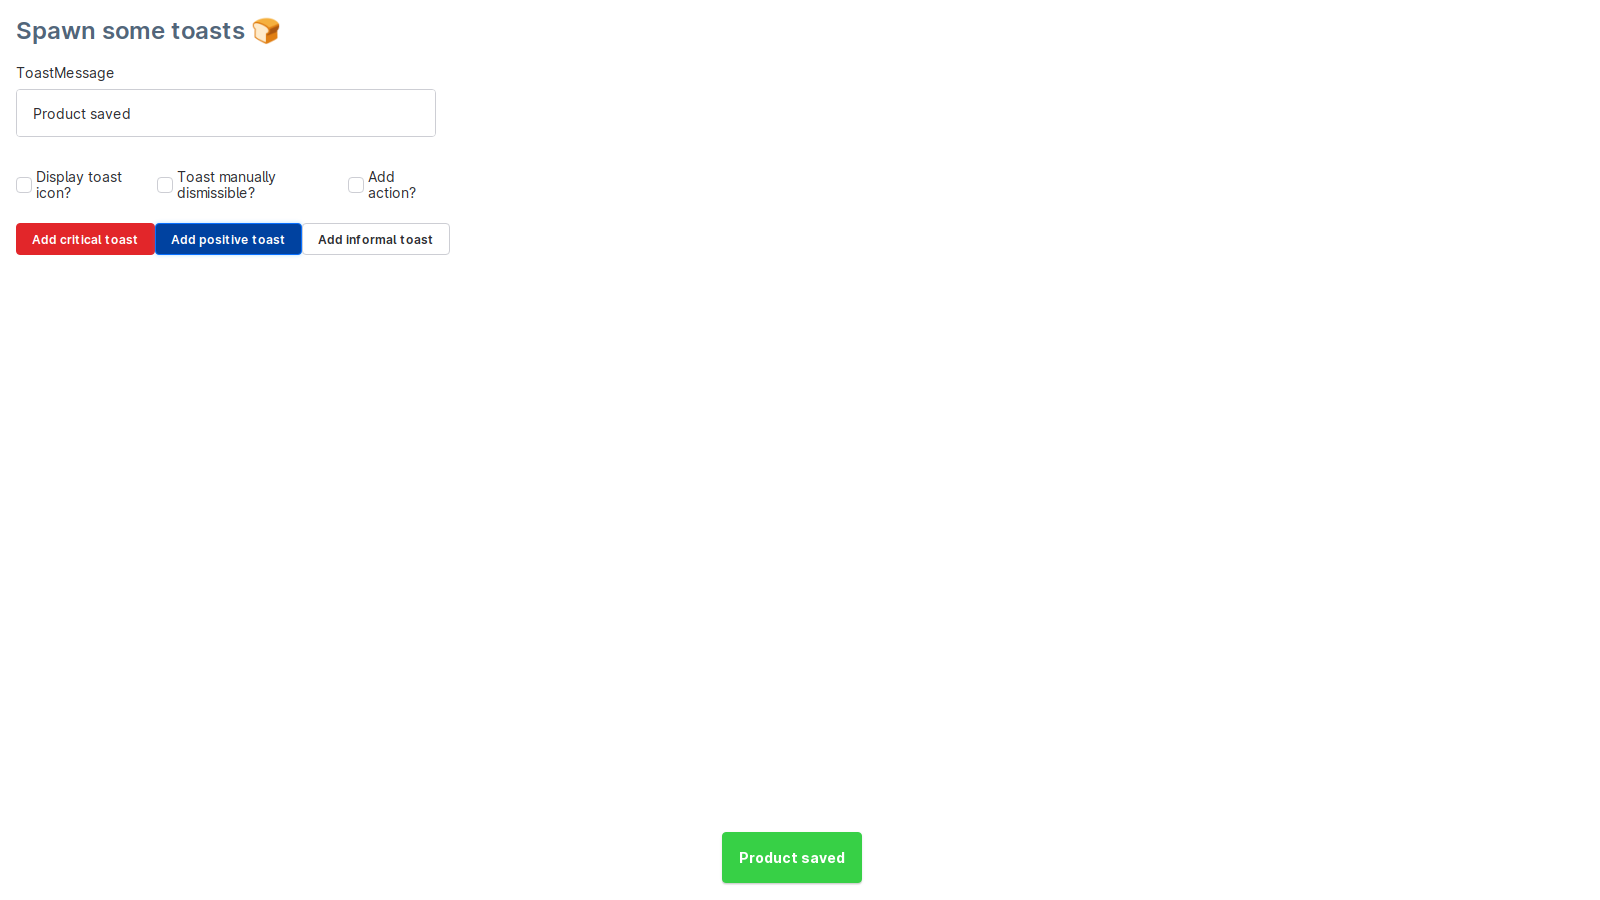 Spawn some toasts 🍞
ToastMessage
Product saved
Display toast
icon?
Toast manually
dismissible?
Add
action?
Add critical toast
Add positive toast
Add informal toast
Product saved